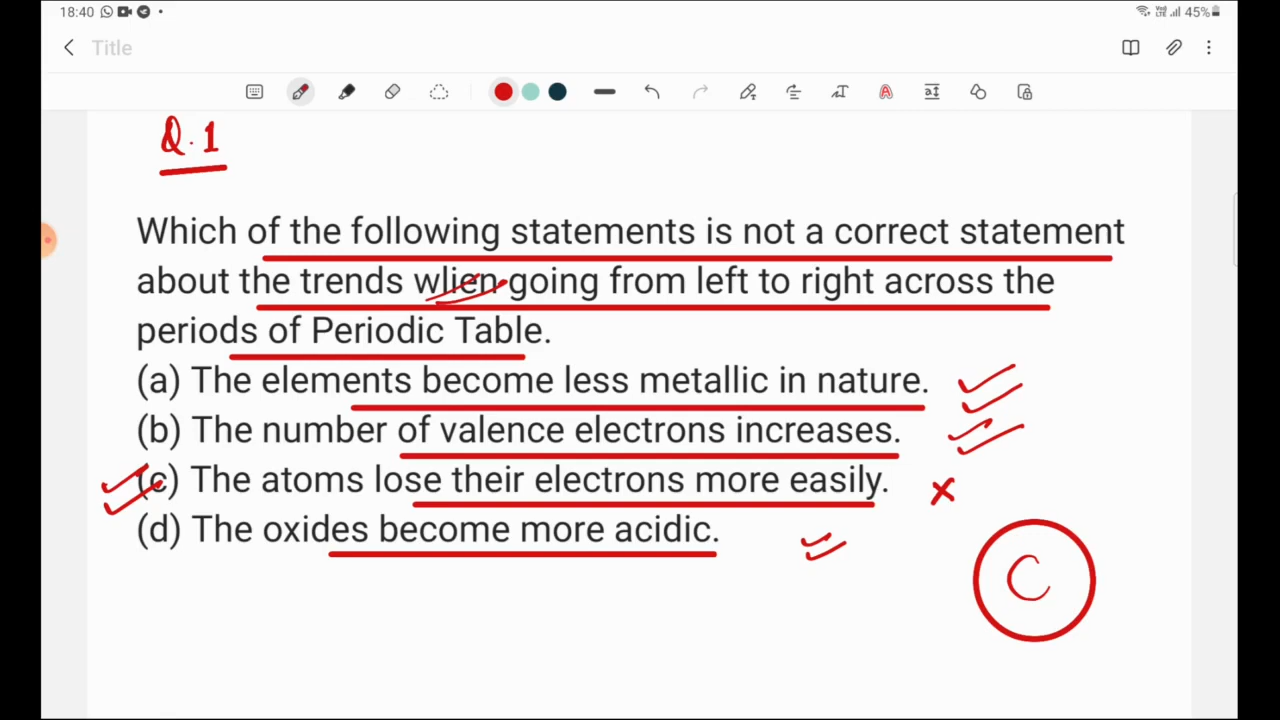 18:40
45%
Title
Q.1
Which of the following statements is not a correct statement
about the trends wlien going from left to right across the
periods of Periodic Table.
(a) The elements become less metallic in nature.
(b) The number of valence electrons increases.
(c) The atoms lose their electrons more easily.
(d) The oxides become more acidic.
C